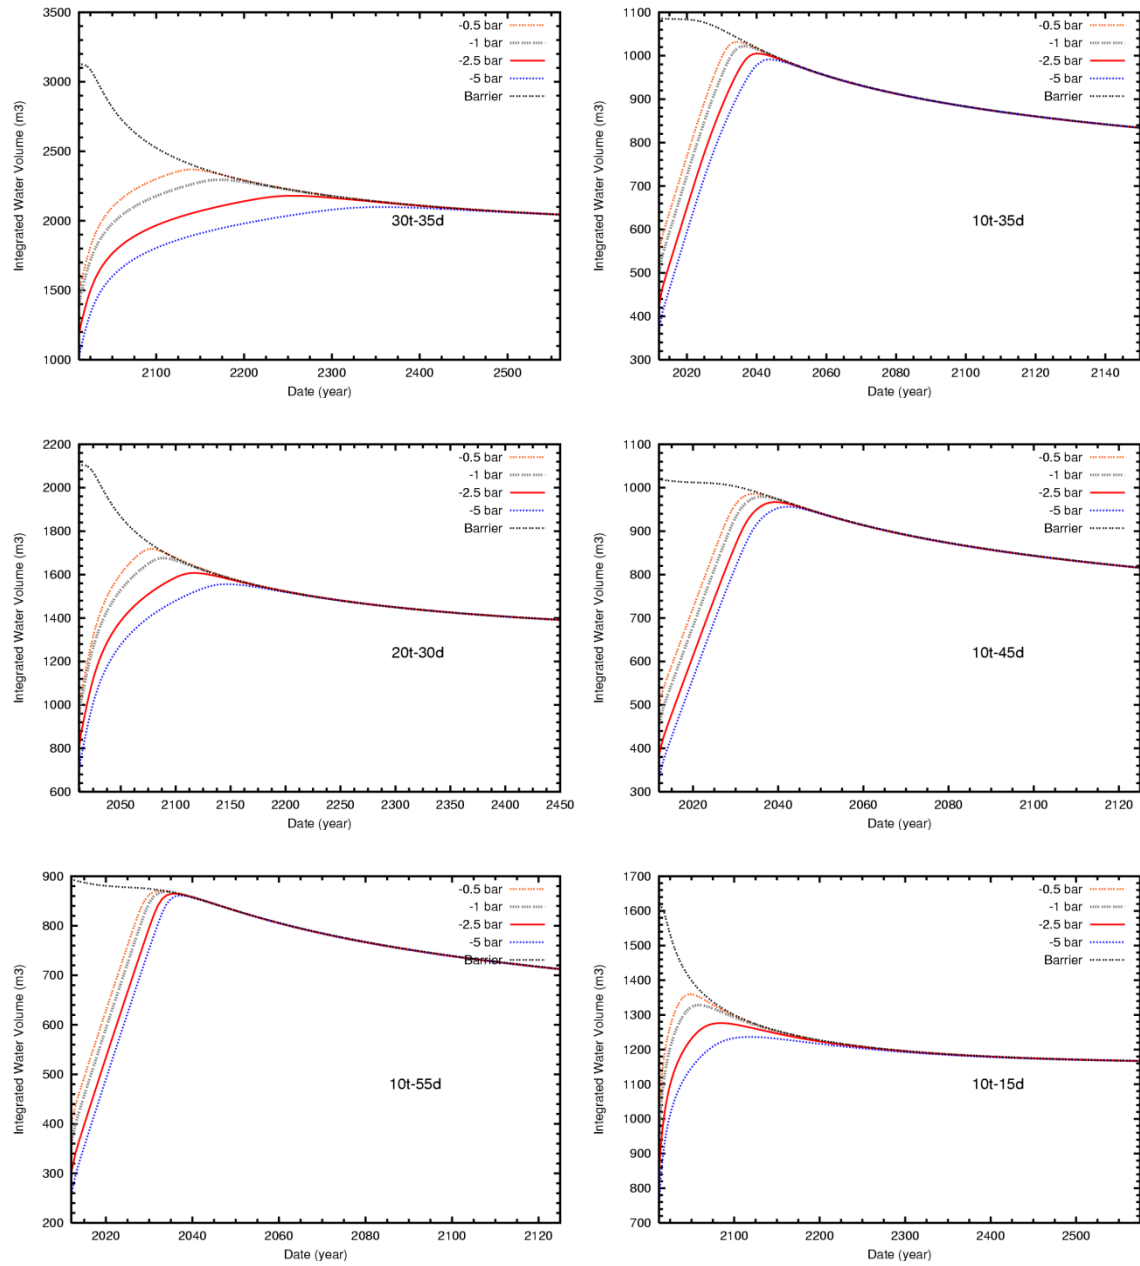 3500
3000
2500
2000
1500
1000
Integrated Water Volume (m3)
-0.5 bar
-1 bar
-2.5 bar
-5 bar
Barrier
30t-35d
2100 2200 2300 2400 2500
Date (year)
1100
1000
900
800
700
600
500
400
300
Integrated Water Volume (m3)
-0.5 bar
-1 bar
-2.5 bar
-5 bar
Barrier
10t-35d
2020 2040 2060 2080 2100 2120 2140
Date (year)
2200
2000
1800
1600
1400
1200
1000
800
600
Integrated Water Volume (m3)
-0.5 bar
-1 bar
-2.5 bar
-5 bar
Barrier
20t-30d
2050 2100 2150 2200 2250 2300 2350 2400 2450
Date (year)
1100
1000
900
800
700
600
500
400
300
Integrated Water Volume (m3)
-0.5 bar
-1 bar
-2.5 bar
-5 bar
Barrier
10t-45d
2020 2040 2060 2080 2100 2120
Date (year)
900
800
700
600
500
400
300
200
Integrated Water Volume (m3)
-0.5 bar
-1 bar
-2.5 bar
-5 bar
Barrier
10t-55d
2020 2040 2060 2080 2100 2120
Date (year)
1700
1600
1500
1400
1300
1200
1100
1000
900
800
700
Integrated Water Volume (m3)
-0.5 bar
-1 bar
-2.5 bar
-5 bar
Barrier
10t-15d
2100 2200 2300 2400 2500
Date (year)